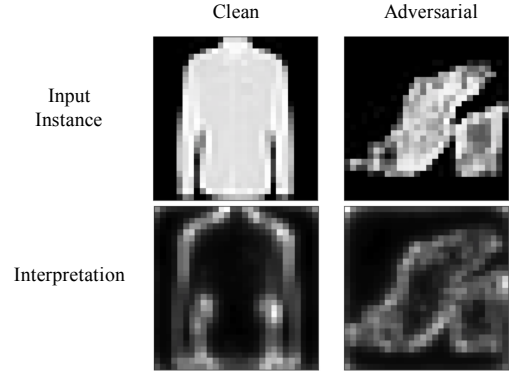 Clean
Adversarial
Input
Instance
Interpretation